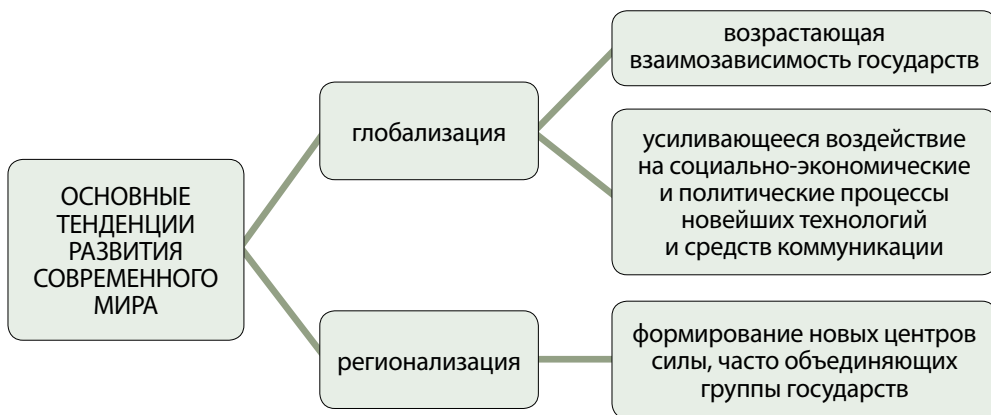 ОСНОВНЫЕ
ТЕНДЕНЦИИ
РАЗВИТИЯ
СОВРЕМЕННОГО
МИРА
глобализация
возрастающая
взаимозависимость государств
усиливающееся воздействие
на социально-экономические
и политические процессы
новейших технологий
и средств коммуникации
регионализация
формирование новых центров
силы, часто объединяющих
группы государств